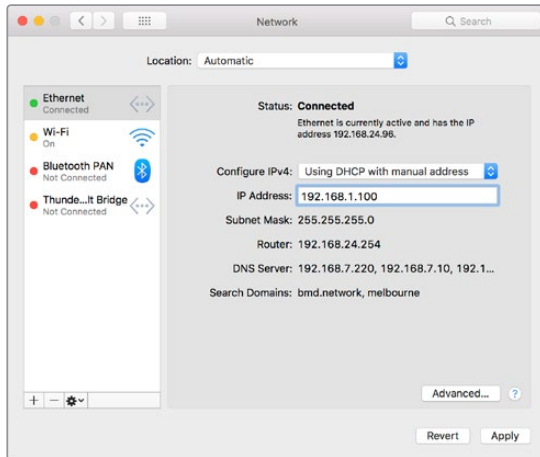 Network
Search
Location: Automatic
Ethernet
Connected
Wi-Fi
On
Bluetooth PAN
Not Connected
Thunde...lt Bridge
Not Connected
Status: Connected
Ethernet is currently active and has the IP
address 192.168.24.96.
Configure IPv4: Using DHCP with manual address
IP Address: 192.168.1.100
Subnet Mask: 255.255.255.0
Router: 192.168.24.254
DNS Server: 192.168.7.220, 192.168.7.10, 192.1...
Search Domains: bmd.network, melbourne
Advanced... ?
Revert Apply